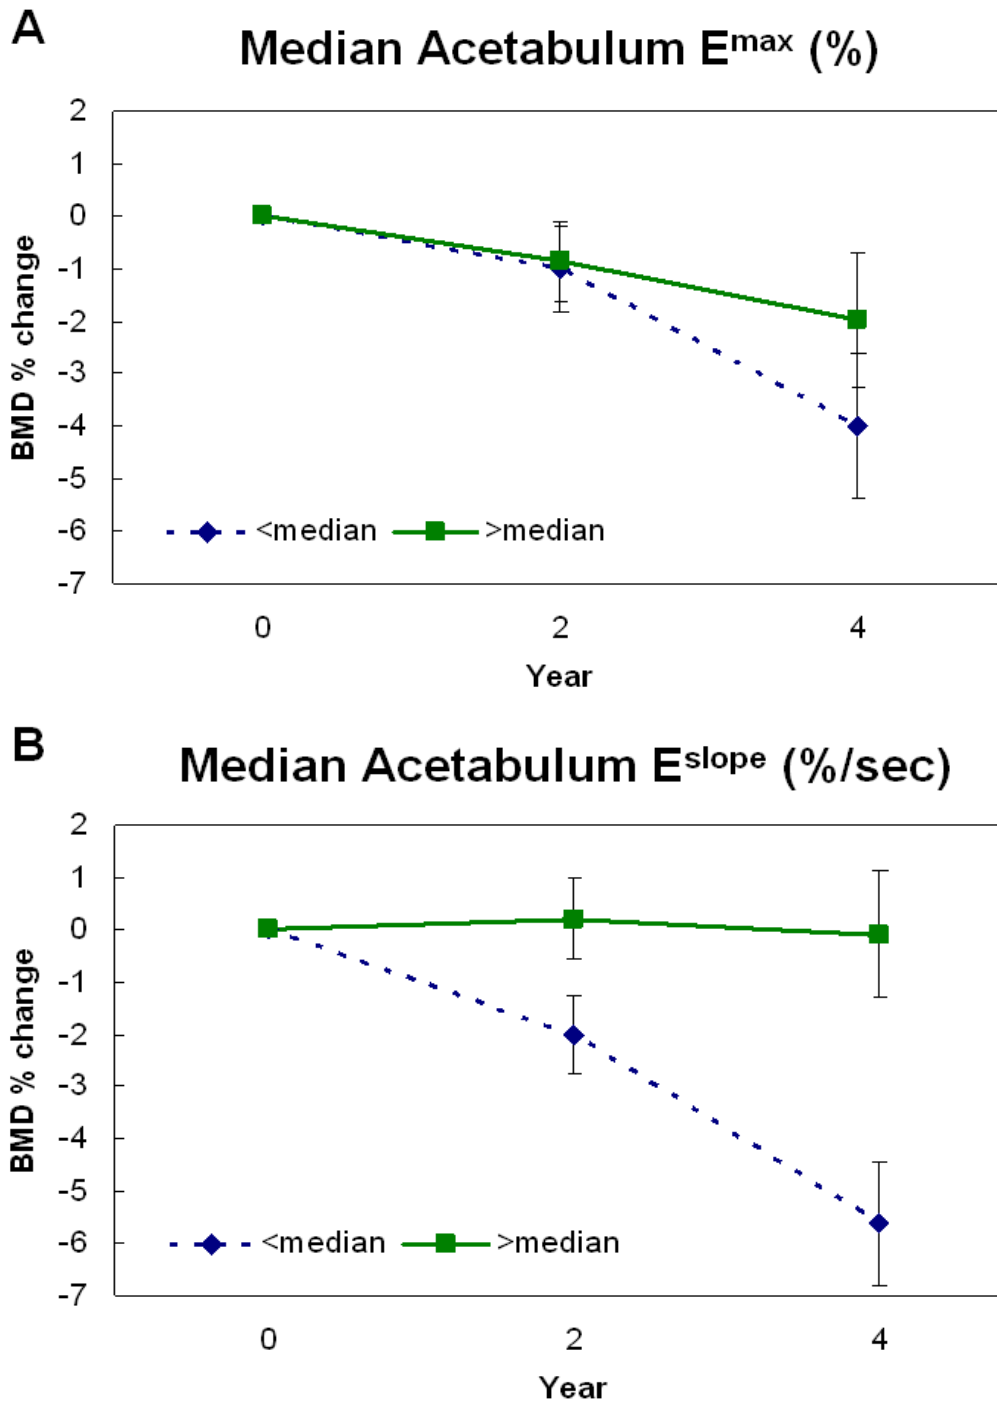 A
Median Acetabulum E^max (%)
2
1
0
-1
-2
-3
-4
-5
-6
-7
BMD % change
<median >median
0 2 4
Year
B
Median Acetabulum E^slope (%/sec)
2
1
0
-1
-2
-3
-4
-5
-6
-7
BMD % change
<median >median
0 2 4
Year